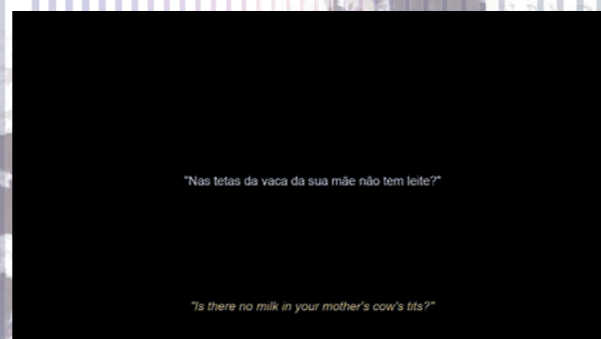 "Nas tetas da vaca da sua mãe não tem leite?"
"Is there no milk in your mother's cow's tits?"